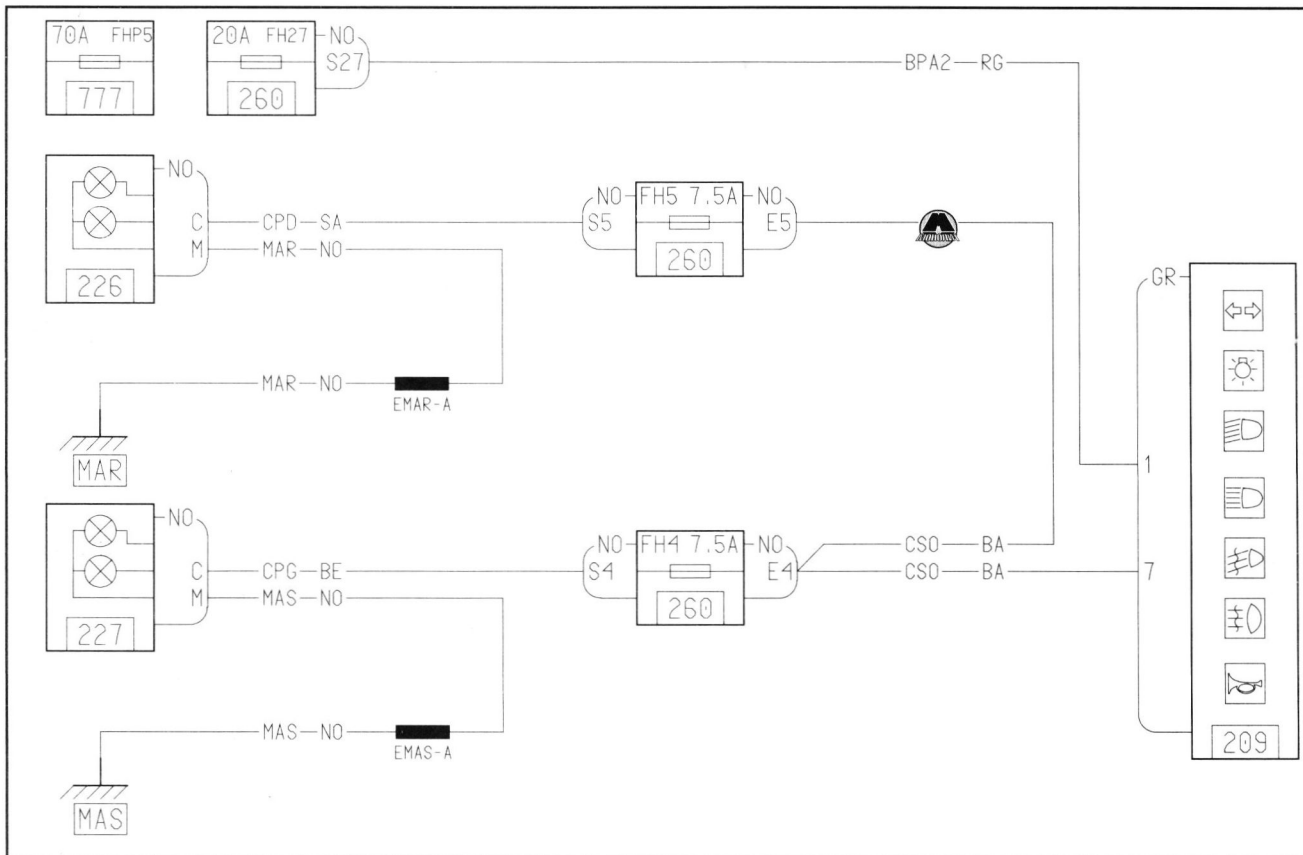 70A FHP5
777
20A FH27 NO
S27
260
BPA2 RG
NO
C CPD SA
M MAR NO
226
NO FH5 7.5A NO
S5 E5
260
GR
MAR NO
EMAR-A
MAR
1
NO
C CPG BE
M MAS NO
227
NO FH4 7.5A NO
S4 E4
260
CSO BA
CSO BA
7
MAS NO
EMAS-A
MAS
209